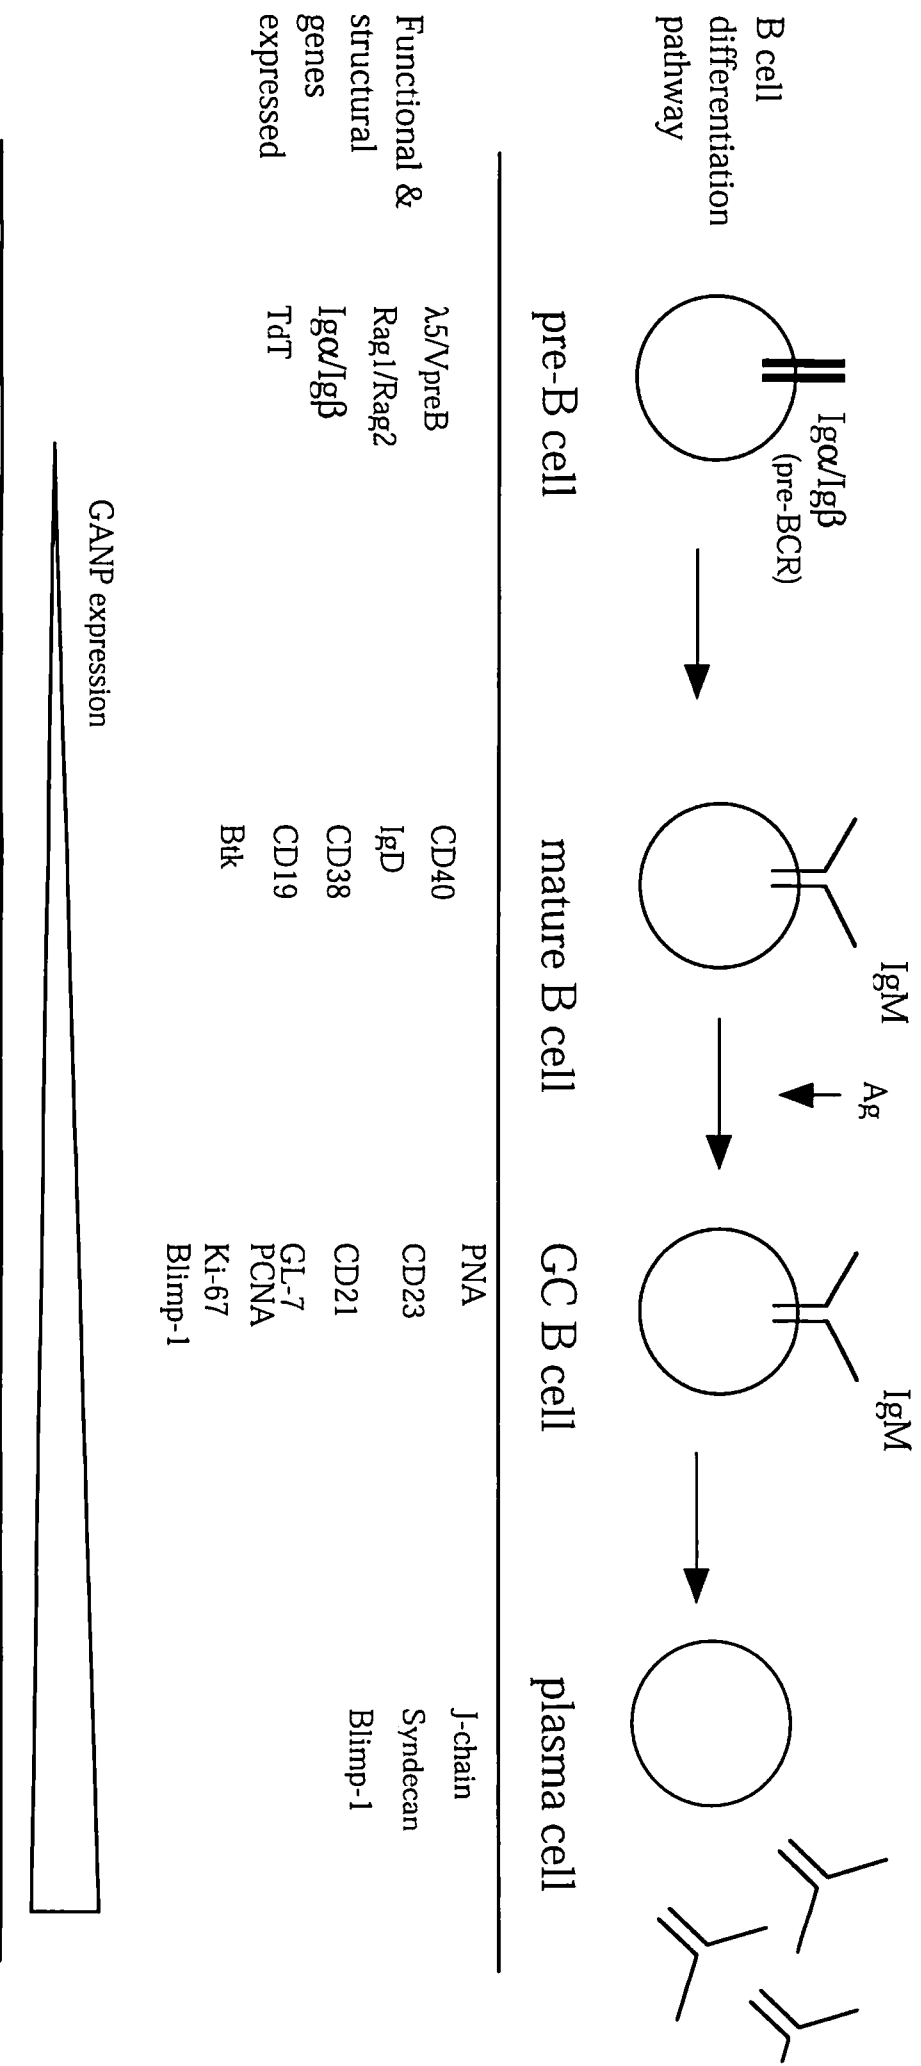 B cell
differentiation
pathway
Igα/Igβ
(pre-BCR)
IgM
Ag
IgM
pre-B cell
mature B cell
GC B cell
plasma cell
Functional &
structural
genes
expressed
λ5/VpreB
Rag1/Rag2
Igα/Igβ
TdT
CD40
IgD
CD38
CD19
Btk
PNA
CD23
CD21
GL-7
PCNA
Ki-67
Blimp-1
J-chain
Syndecan
Blimp-1
GANP expression